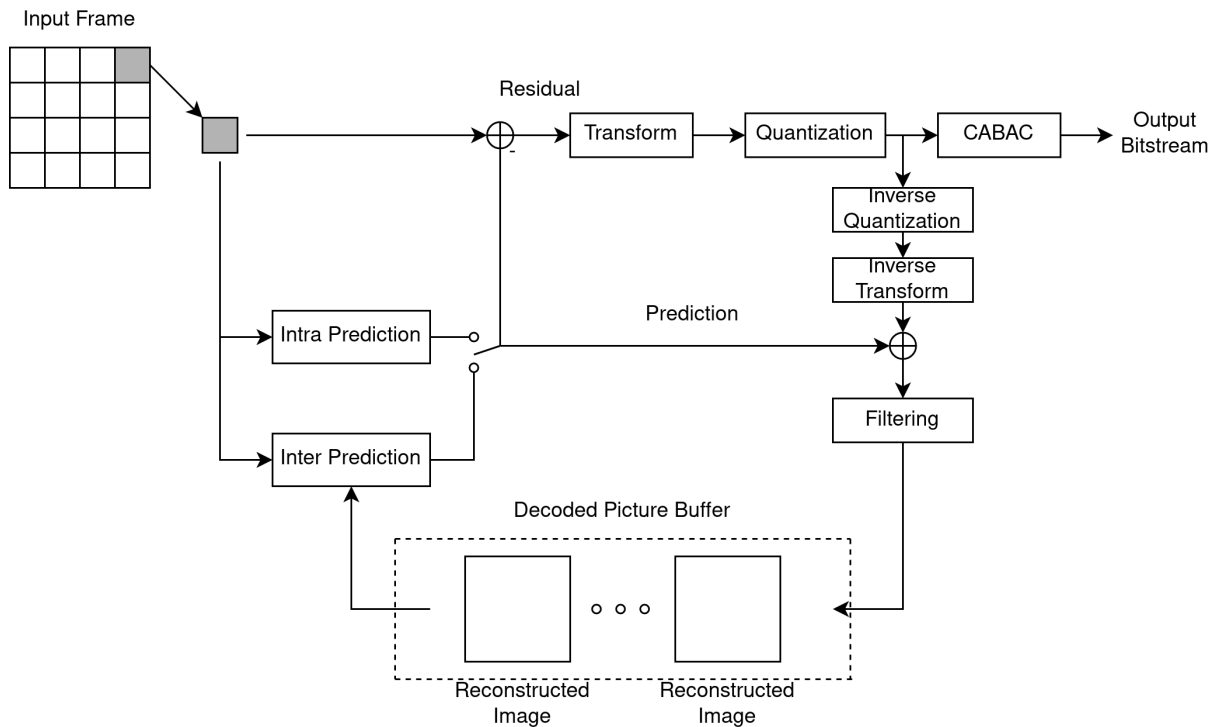 Input Frame
Residual
-
Transform
Quantization
CABAC
Output
Bitstream
Inverse
Quantization
Inverse
Transform
Prediction
Intra Prediction
Filtering
Inter Prediction
Decoded Picture Buffer
Reconstructed
Image
Reconstructed
Image